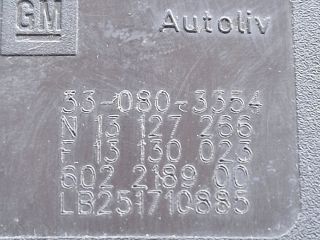 GM
Autoliv
33-080-3354
N 13 127 266
F 13 130 023
602 2189 00
LB251710885